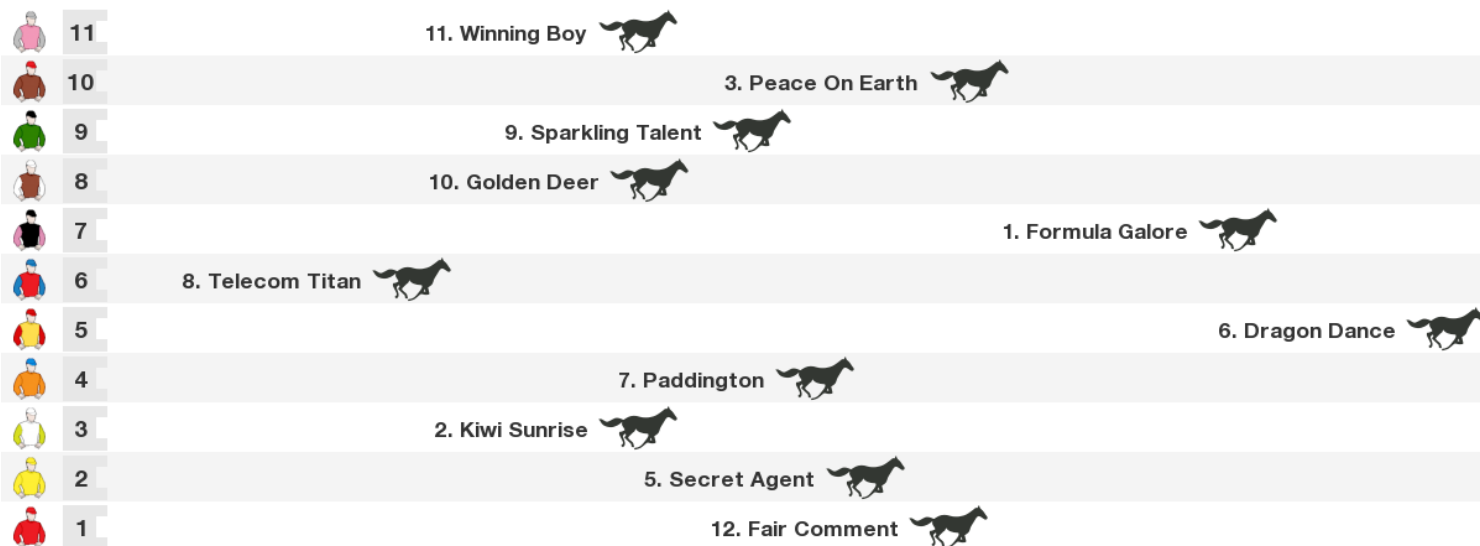 11 11. Winning Boy
10 3. Peace On Earth
9 9. Sparkling Talent
8 10. Golden Deer
7 1. Formula Galore
6 8. Telecom Titan
5 6. Dragon Dance
4 7. Paddington
3 2. Kiwi Sunrise
2 5. Secret Agent
1 12. Fair Comment